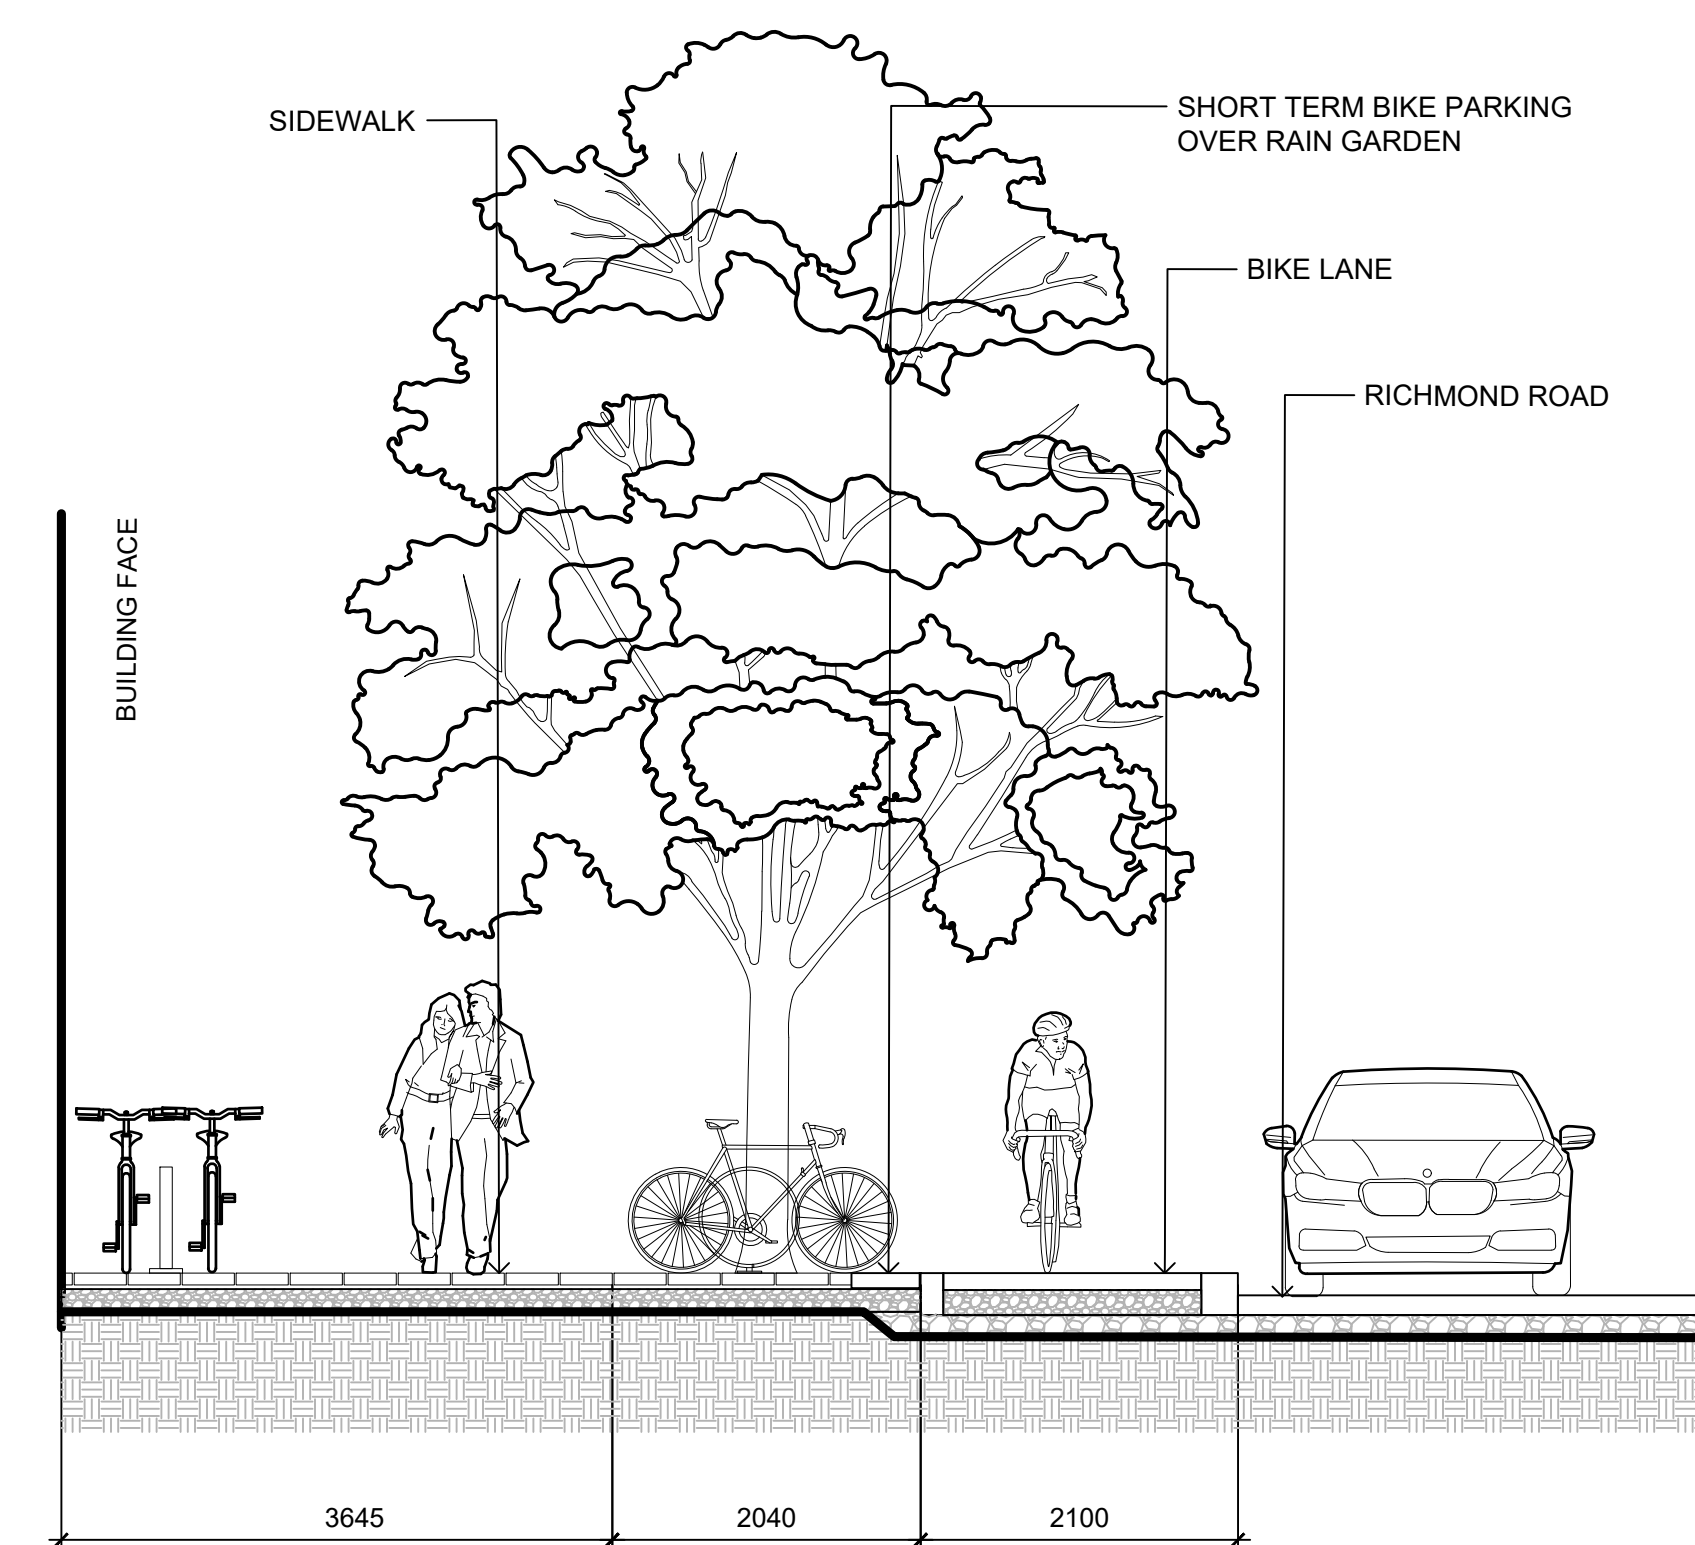 SIDEWALK
SHORT TERM BIKE PARKING
OVER RAIN GARDEN
BIKE LANE
RICHMOND ROAD
BUILDING FACE
3645
2040
2100